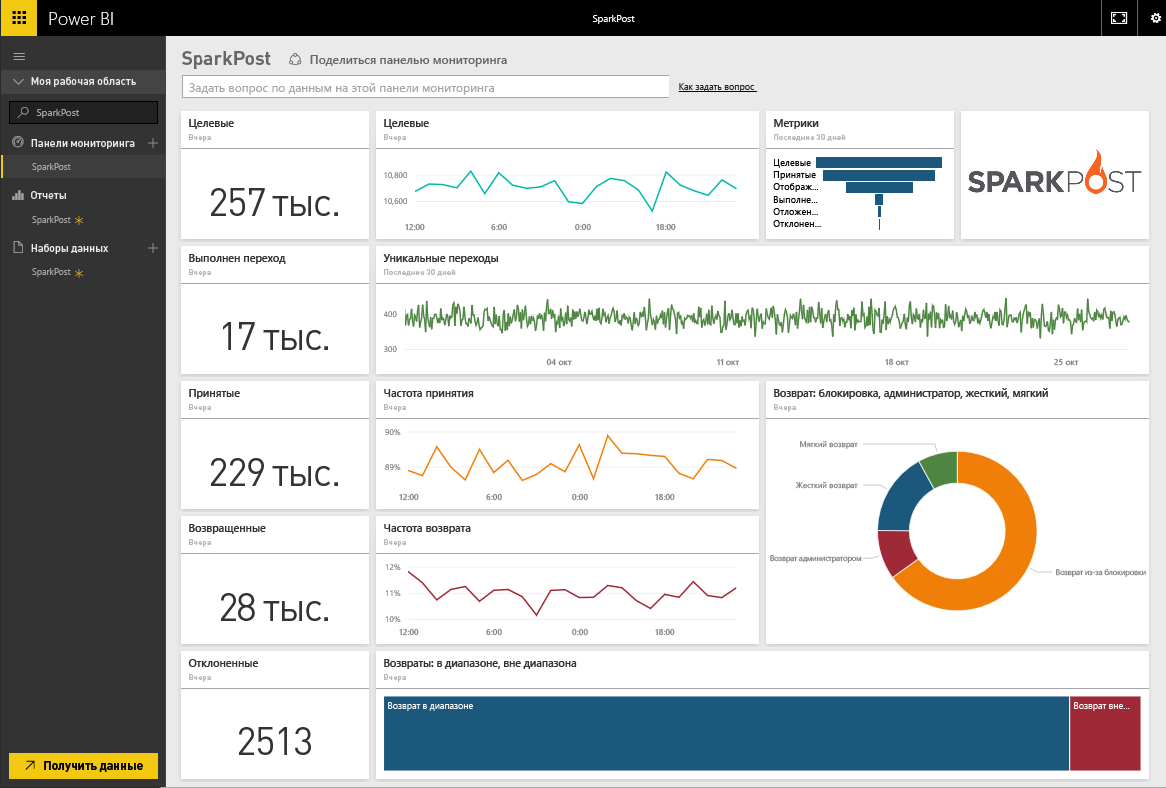 Power BI
SparkPost
Моя рабочая область
SparkPost
Панели мониторинга
SparkPost
Отчеты
SparkPost
Наборы данных
SparkPost
Получить данные
SparkPost
Поделиться панелью мониторинга
Задать вопрос по данным на этой панели мониторинга
Как задать вопрос
Целевые
Вчера
257 тыс.
Целевые
Вчера
10,800
10,600
12:00 6:00 0:00 18:00
Метрики
Последние 30 дней
Целевые
Принятые
Отображ...
Выполне...
Отложен...
Отклонен...
SPARKPOST
Выполнен переход
Вчера
17 тыс.
Уникальные переходы
Последние 30 дней
400
300
04 окт 11 окт 18 окт 25 окт
Принятые
Вчера
229 тыс.
Частота принятия
Вчера
90%
89%
12:00 6:00 0:00 18:00
Возврат: блокировка, администратор, жесткий, мягкий
Вчера
Мягкий возврат
Жесткий возврат
Возврат администратором
Возврат из-за блокировки
Возвращенные
Вчера
28 тыс.
Частота возврата
Вчера
12%
11%
10%
12:00 6:00 0:00 18:00
Отклоненные
Вчера
2513
Возвраты: в диапазоне, вне диапазона
Вчера
Возврат в диапазоне
Возврат вне...